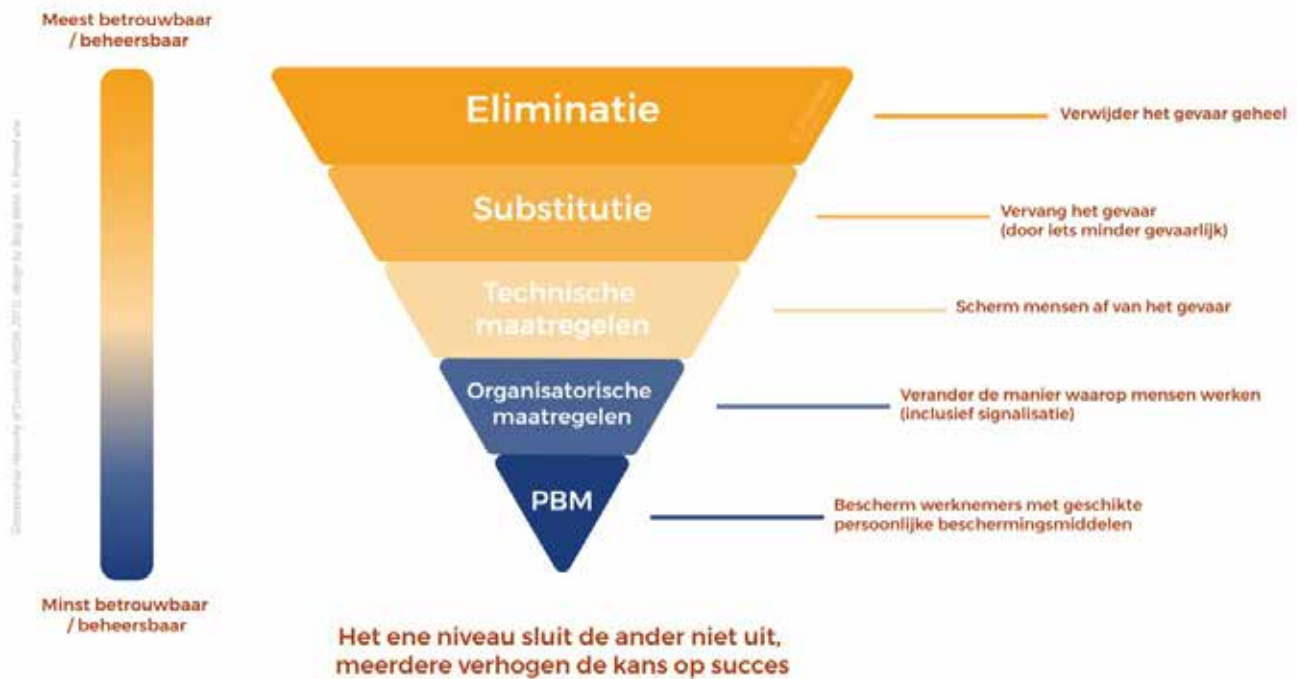 Meest betrouwbaar
/ beheersbaar
Eliminatie
Verwijder het gevaar geheel
Substitutie
Vervang het gevaar
(door iets minder gevaarlijk)
Technische
maatregelen
Scherm mensen af van het gevaar
Organisatorische
maatregelen
Verander de manier waarop mensen werken
(inclusief signalisatie)
PBM
Bescherm werknemers met geschikte
persoonlijke beschermingsmiddelen
Minst betrouwbaar
/ beheersbaar
Het ene niveau sluit de ander niet uit,
meerdere verhogen de kans op succes